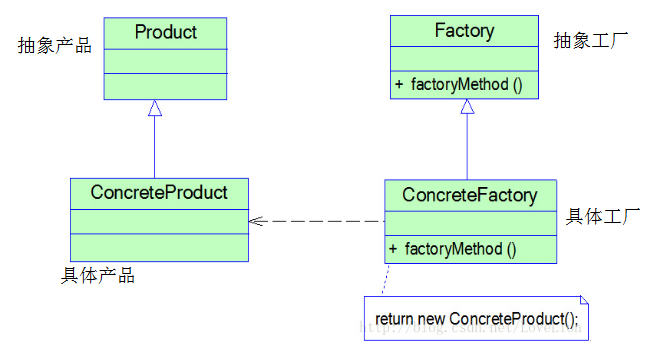 抽象产品
Product
Factory
抽象工厂
+ factoryMethod ()
ConcreteProduct
ConcreteFactory
具体工厂
+ factoryMethod ()
具体产品
return new ConcreteProduct();
http://blog.csdn.net/LoveLion